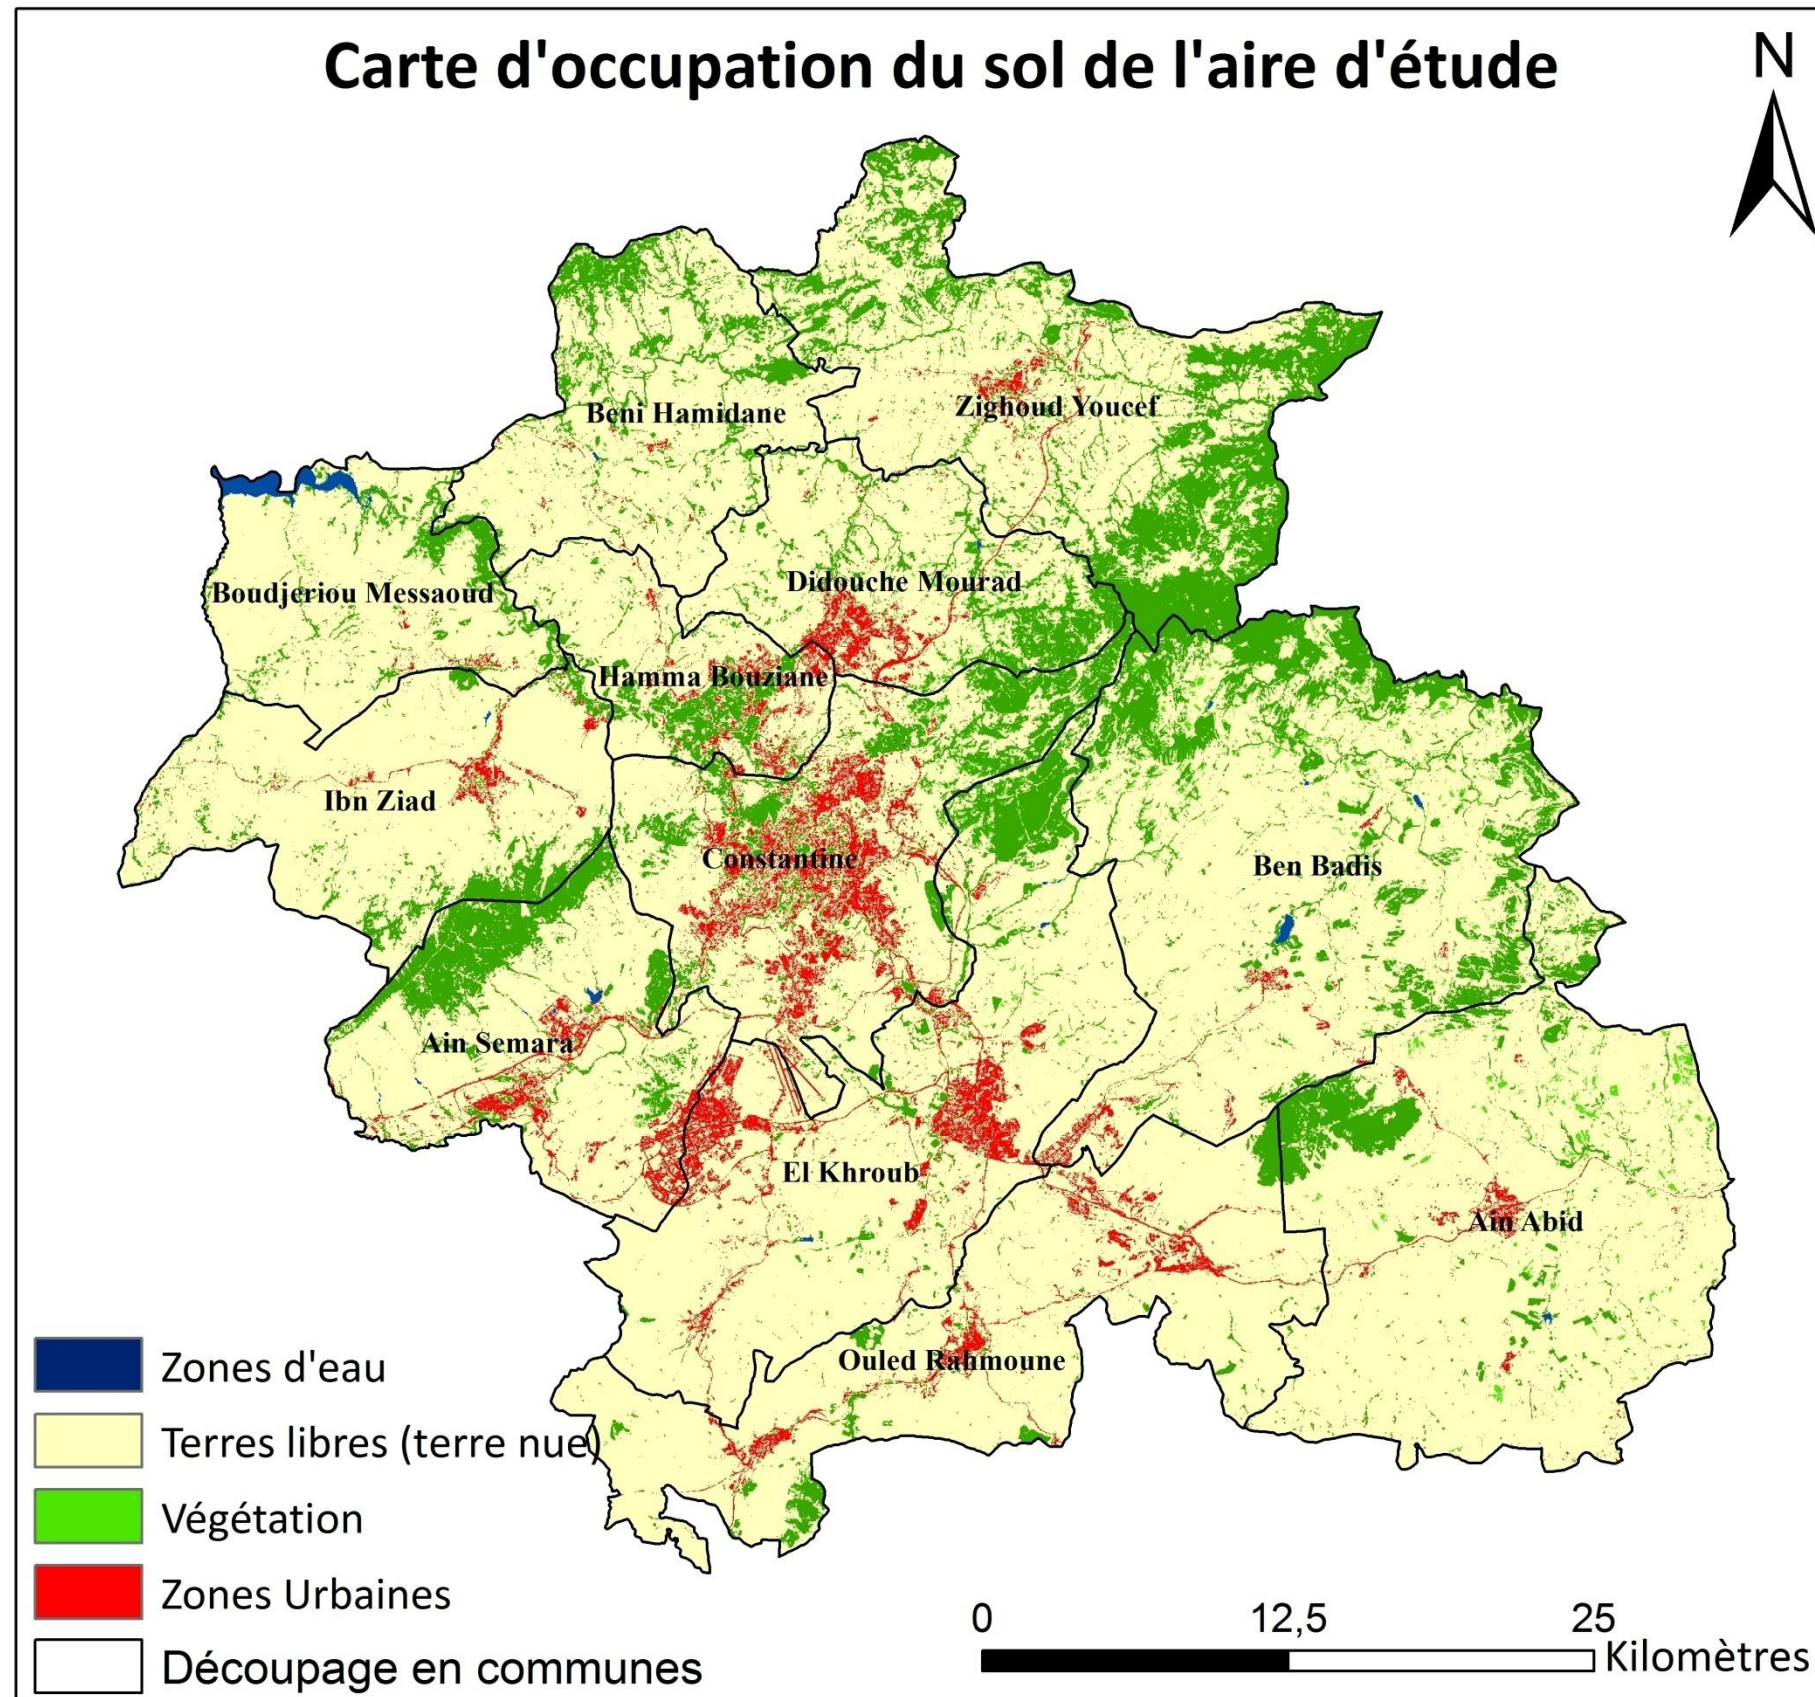 Carte d'occupation du sol de l'aire d'étude
N
Beni Hamidane
Zighoud Youcef
Boudjeriou Messaoud
Didouche Mourad
Hamma Bouziane
Ibn Ziad
Constantine
Ben Badis
Ain Semara
El Khroub
Ain Abid
Ouled Rahmoune
Zones d'eau
Terres libres (terre nue)
Végétation
Zones Urbaines
Découpage en communes
0 12,5 25
Kilomètres